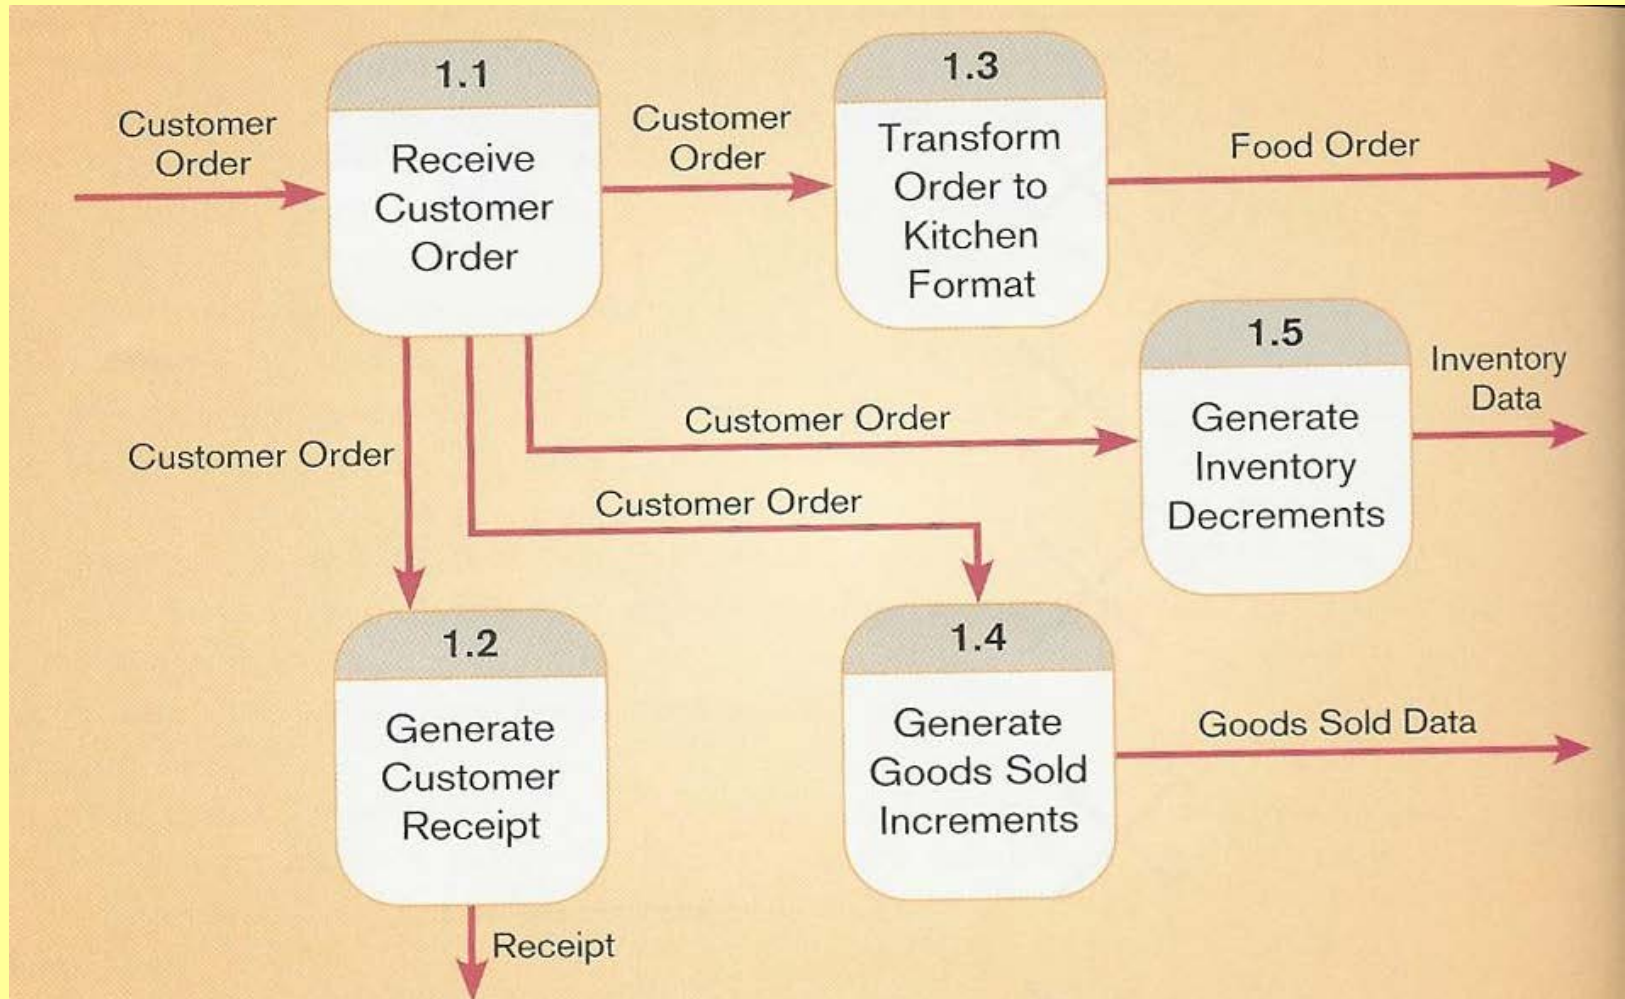 1.1
Receive
Customer
Order
Customer
Order
Customer
Order
1.3
Transform
Order to
Kitchen
Format
Food Order
1.5
Generate
Inventory
Decrements
Inventory
Data
Customer Order
Customer Order
Customer Order
1.2
Generate
Customer
Receipt
Receipt
1.4
Generate
Goods Sold
Increments
Goods Sold Data